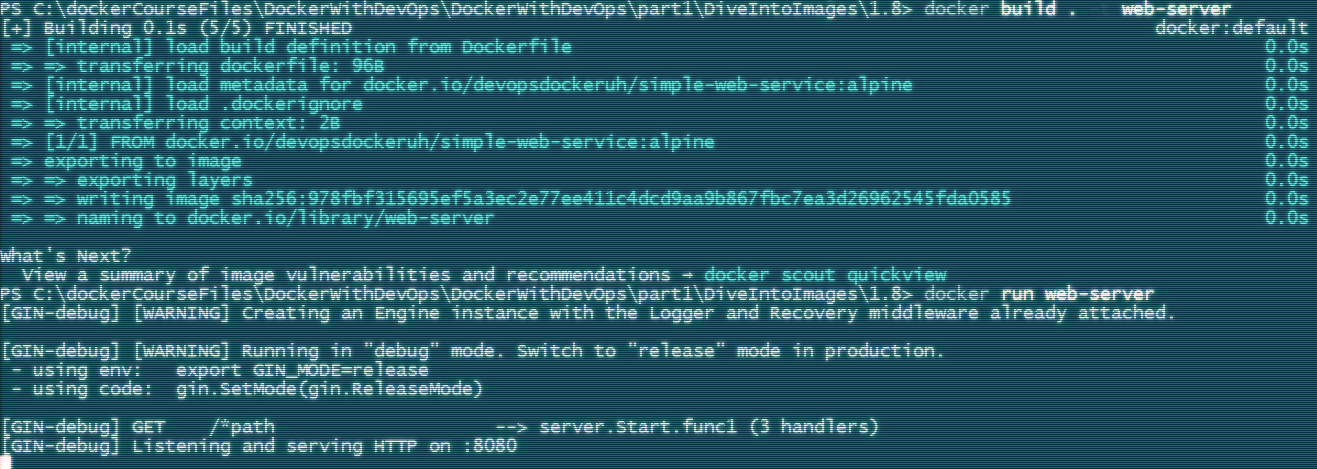 PS C:\dockerCourseFiles\DockerWithDevOps\DockerWithDevOps\part1\DiveIntoImages\1.8> docker build . -t web-server
[+] Building 0.1s (5/5) FINISHED docker:default
=> [internal] load build definition from Dockerfile 0.0s
=> => transferring dockerfile: 96B 0.0s
=> [internal] load metadata for docker.io/devopsdockeruh/simple-web-service:alpine 0.0s
=> [internal] load .dockerignore 0.0s
=> => transferring context: 2B 0.0s
=> [1/1] FROM docker.io/devopsdockeruh/simple-web-service:alpine 0.0s
=> exporting to image 0.0s
=> => exporting layers 0.0s
=> => writing image sha256:978fbf315695ef5a3ec2e77ee411c4dcd9aa9b867fbc7ea3d26962545fda0585 0.0s
=> => naming to docker.io/library/web-server 0.0s
What's Next?
View a summary of image vulnerabilities and recommendations → docker scout quickview
PS C:\dockerCourseFiles\DockerWithDevOps\DockerWithDevOps\part1\DiveIntoImages\1.8> docker run web-server
[GIN-debug] [WARNING] Creating an Engine instance with the Logger and Recovery middleware already attached.
[GIN-debug] [WARNING] Running in "debug" mode. Switch to "release" mode in production.
- using env: export GIN_MODE=release
- using code: gin.SetMode(gin.ReleaseMode)
[GIN-debug] GET /*path --> server.Start.func1 (3 handlers)
[GIN-debug] Listening and serving HTTP on :8080